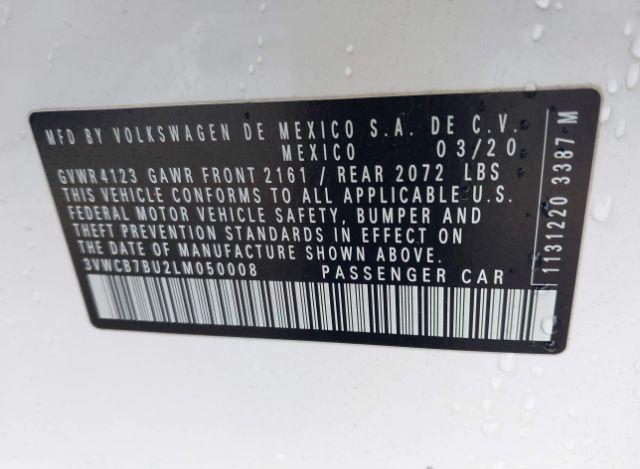 MFD BY VOLKSWAGEN DE MEXICO S.A. DE C.V.
MEXICO 03/20
GVWR4123 GAWR FRONT 2161 / REAR 2072 LBS
THIS VEHICLE CONFORMS TO ALL APPLICABLE U.S.
FEDERAL MOTOR VEHICLE SAFETY, BUMPER AND
THEFT PREVENTION STANDARDS IN EFFECT ON
THE DATE OF MANUFACTURE SHOWN ABOVE.
3VWCB7BU2LM050008 PASSENGER CAR
1131220 3387 M